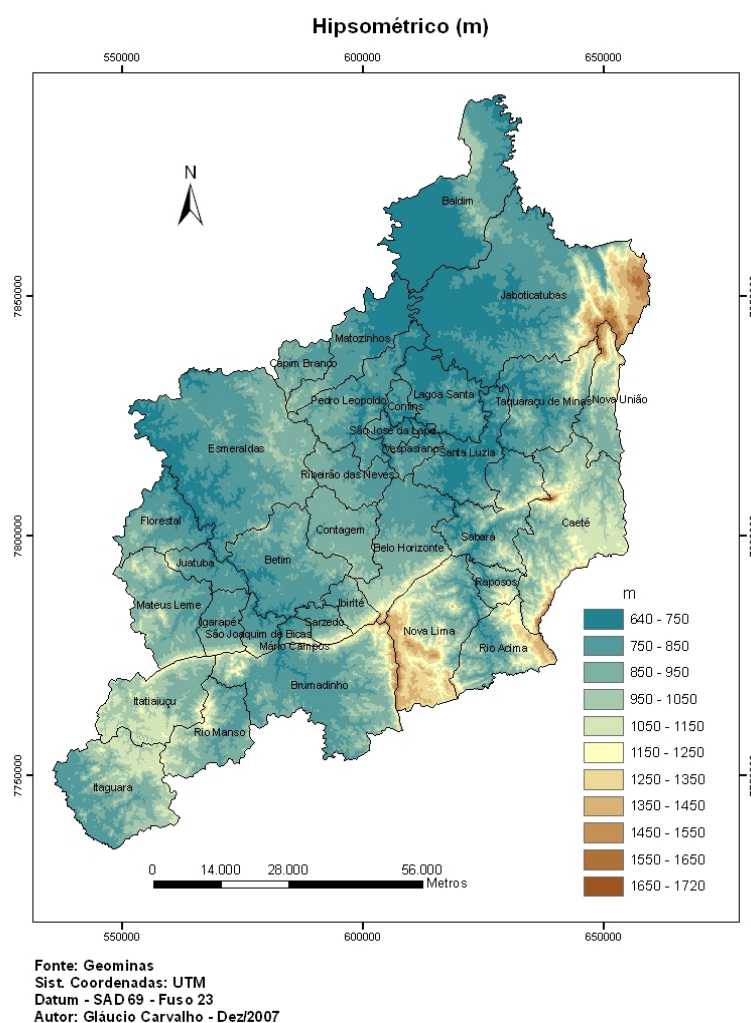 Hipsométrico (m)
550000 600000 650000
N
Baldim
Jaboticatubas
7850000
Matozinhos
Capim Branco
Pedro Leopoldo
Lagoa Santa
Confins
Taquaraçu de Minas
Nova União
São José da Lapa
Vespasiano
Santa Luzia
Esmeraldas
Ribeirão das Neves
Florestal
Contagem
Caeté
7800000
Sabará
Belo Horizonte
Juatuba
Betim
Raposos
Mateus Leme
Ibirité
Igarapé
Sarzedo
São Joaquim de Bicas
Nova Lima
Mário Campos
Rio Acima
Brumadinho
Itatiaiuçu
Rio Manso
7750000
Itaguara
m
640 - 750
750 - 850
850 - 950
950 - 1050
1050 - 1150
1150 - 1250
1250 - 1350
1350 - 1450
1450 - 1550
1550 - 1650
1650 - 1720
0 14.000 28.000 56.000
Metros
550000 600000 650000
Fonte: Geominas
Sist. Coordenadas: UTM
Datum - SAD 69 - Fuso 23
Autor: Gláucio Carvalho - Dez/2007